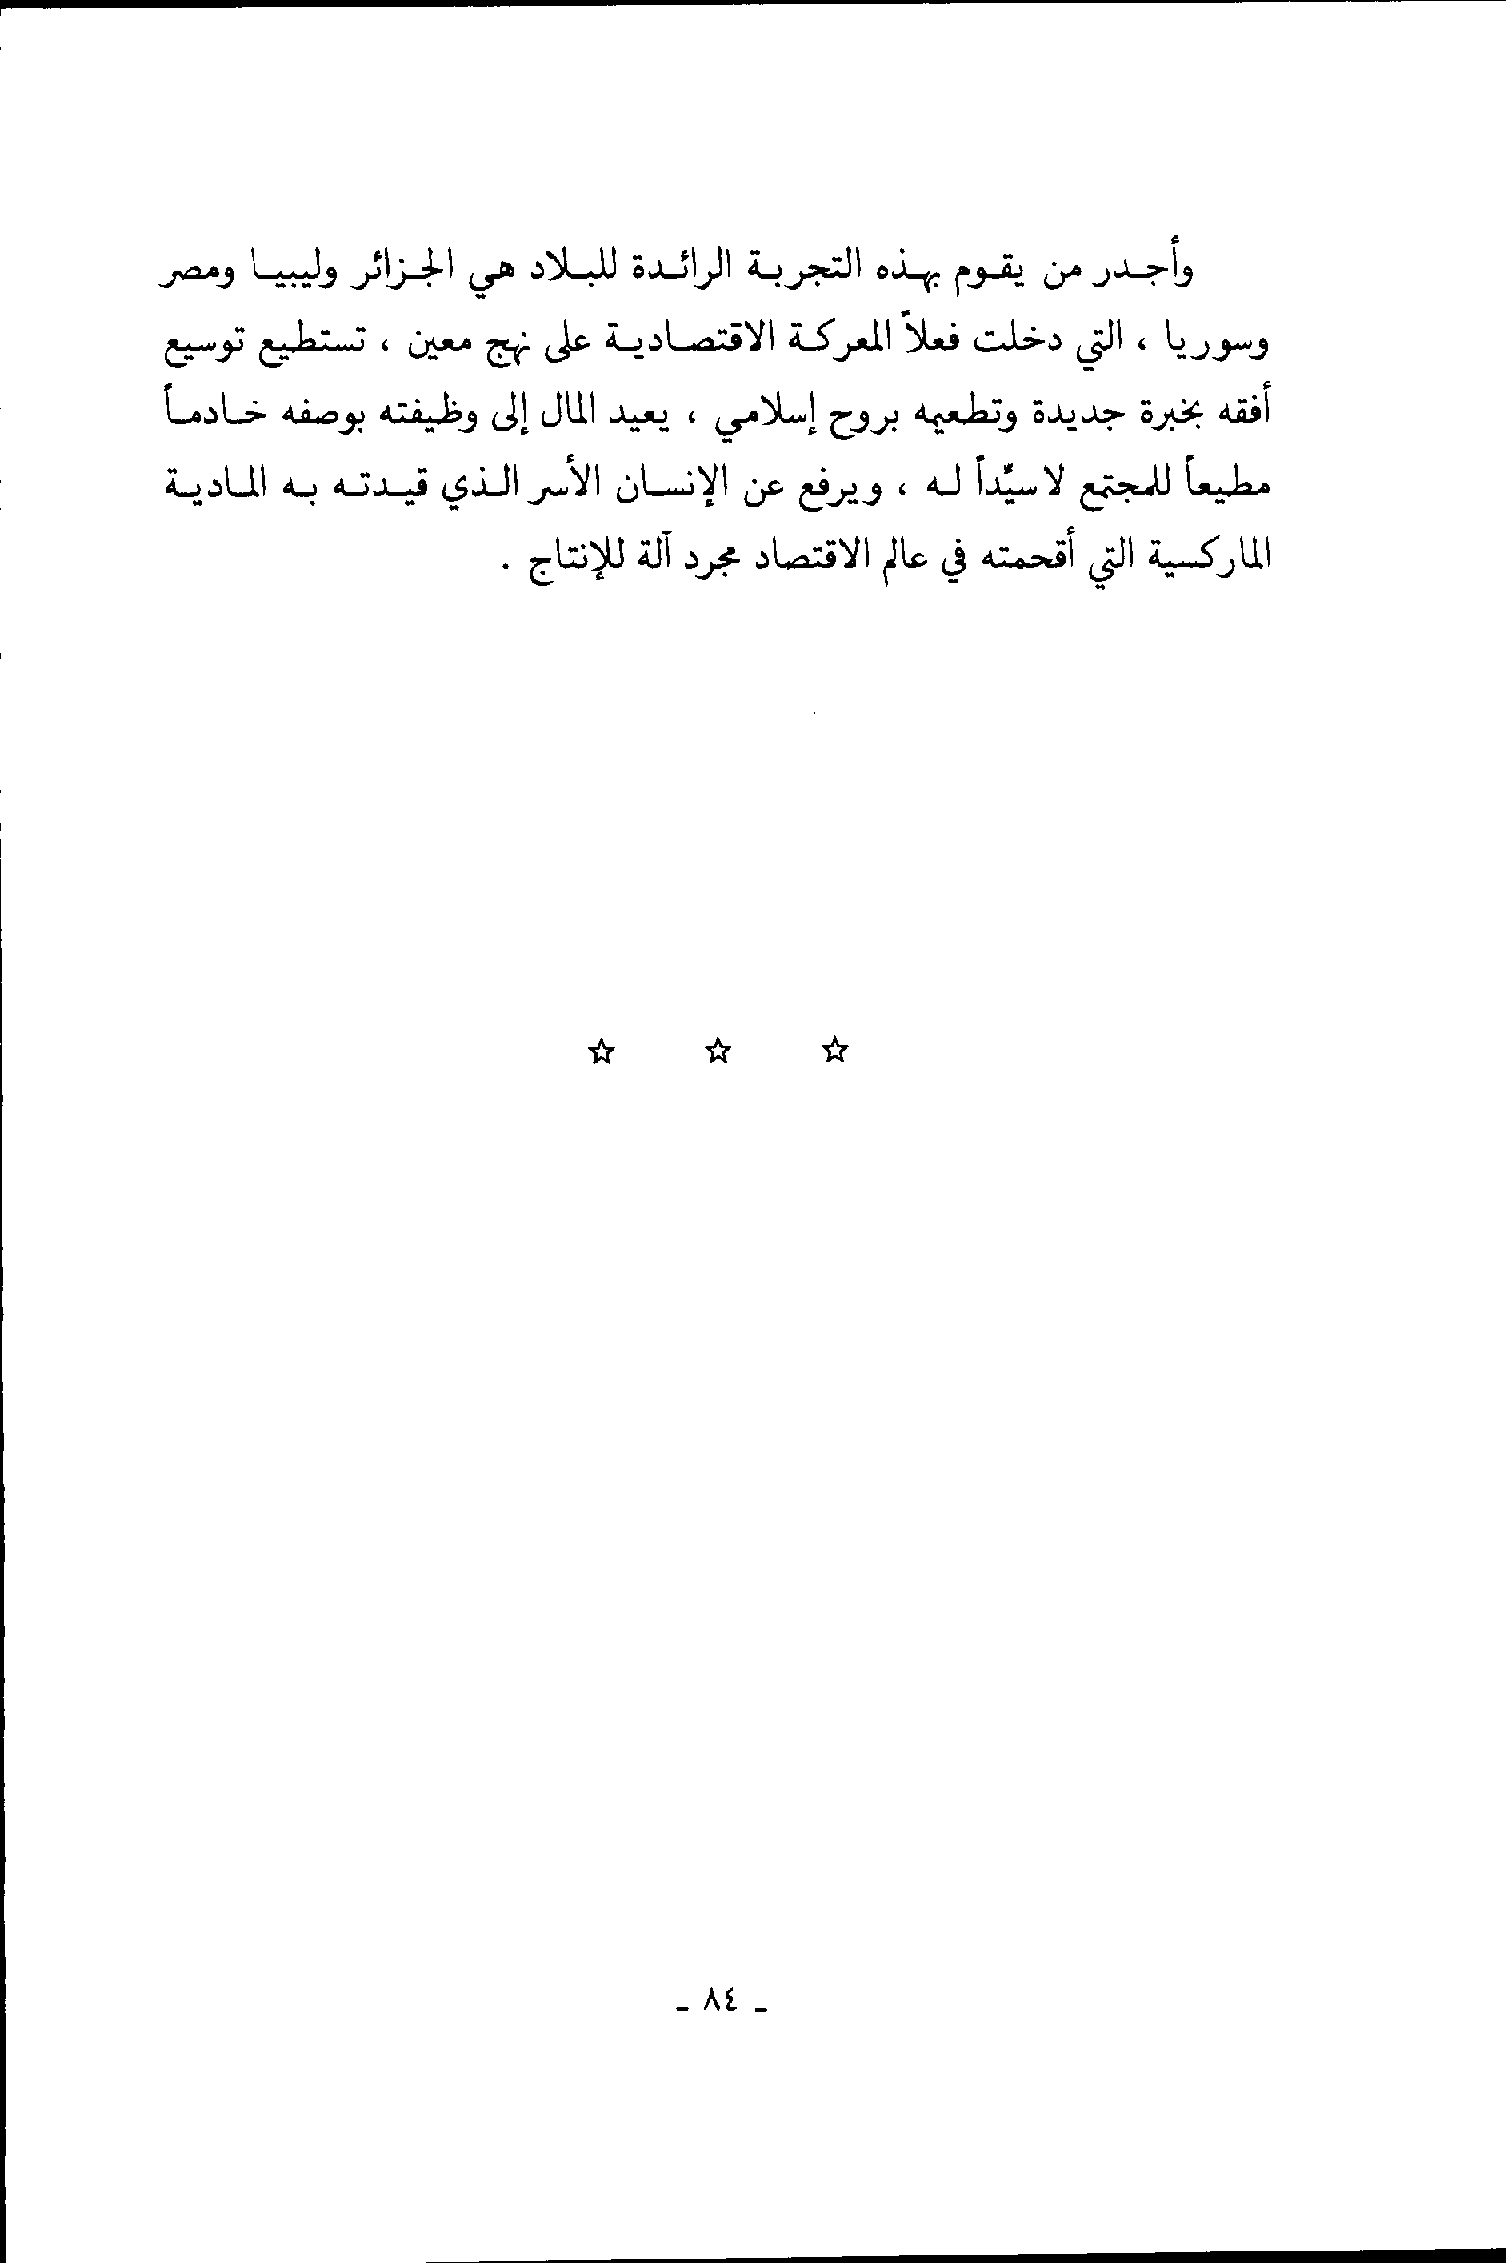 وأجدر من يقوم بهذه التجربة الرائدة للبلاد هي الجزائر وليبيا ومصر
وسوريا ، التي دخلت فعلاً المعركة الاقتصادية على نهج معين ، تستطيع توسيع
أفقه بخبرة جديدة وتطعيمه بروح إسلامي ، يعيد المال إلى وظيفته بوصفه خادماً
مطيعاً للمجتمع لا سيِّداً له ، ويرفع عن الإنسان الأسر الذي قيدته به المادية
الماركسية التي أقحمته في عالم الاقتصاد مجرد آلة للإنتاج .
☆ ☆ ☆
- ٨٤ -